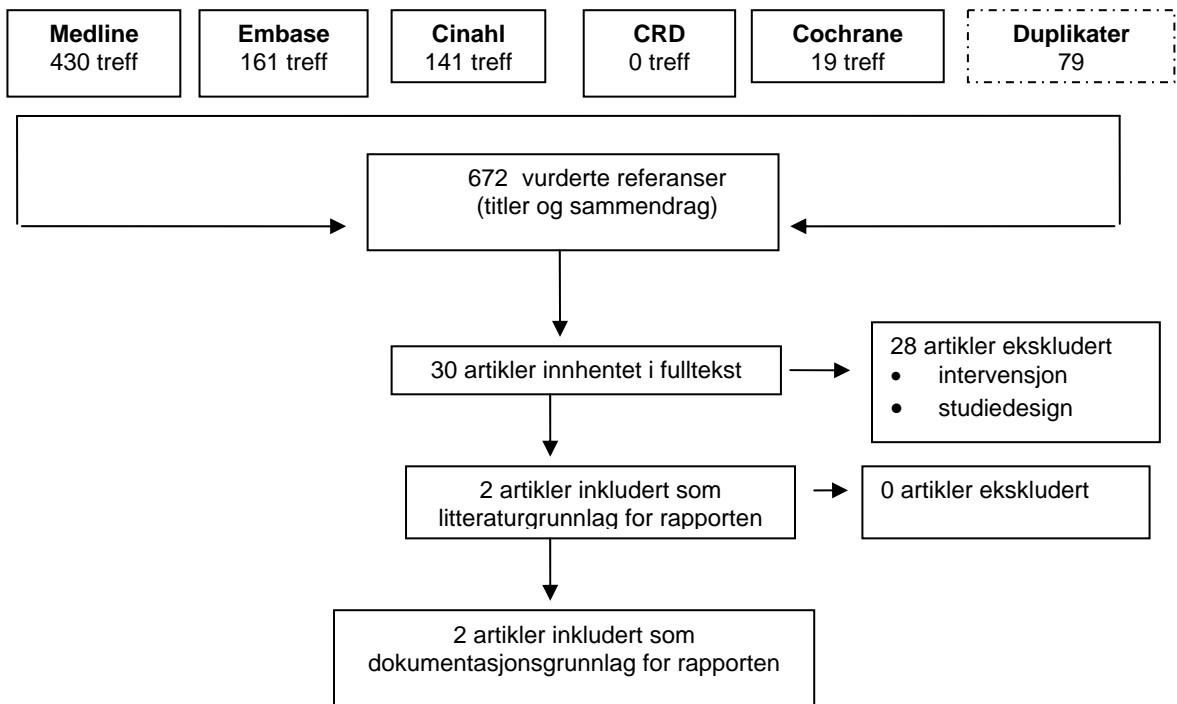 Medline
430 treff
Embase
161 treff
Cinahl
141 treff
CRD
0 treff
Cochrane
19 treff
Duplikater
79
672 vurderte referanser
(titler og sammendrag)
30 artikler innhentet i fulltekst
28 artikler ekskludert
• intervensjon
• studiedesign
2 artikler inkludert som
litteraturgrunnlag for rapporten
0 artikler ekskludert
2 artikler inkludert som
dokumentasjonsgrunnlag for rapporten